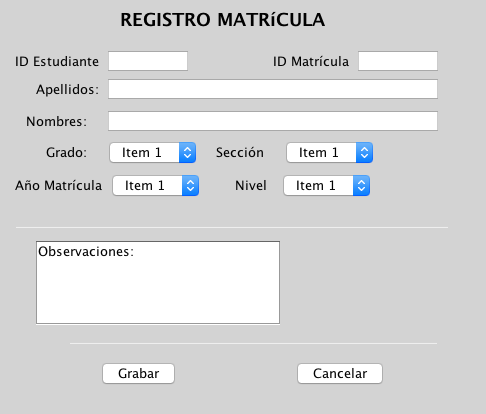 REGISTRO MATRíCULA
ID Estudiante ID Matrícula
Apellidos:
Nombres:
Grado: Item 1 Sección Item 1
Año Matrícula Item 1 Nivel Item 1
Observaciones:
Grabar Cancelar